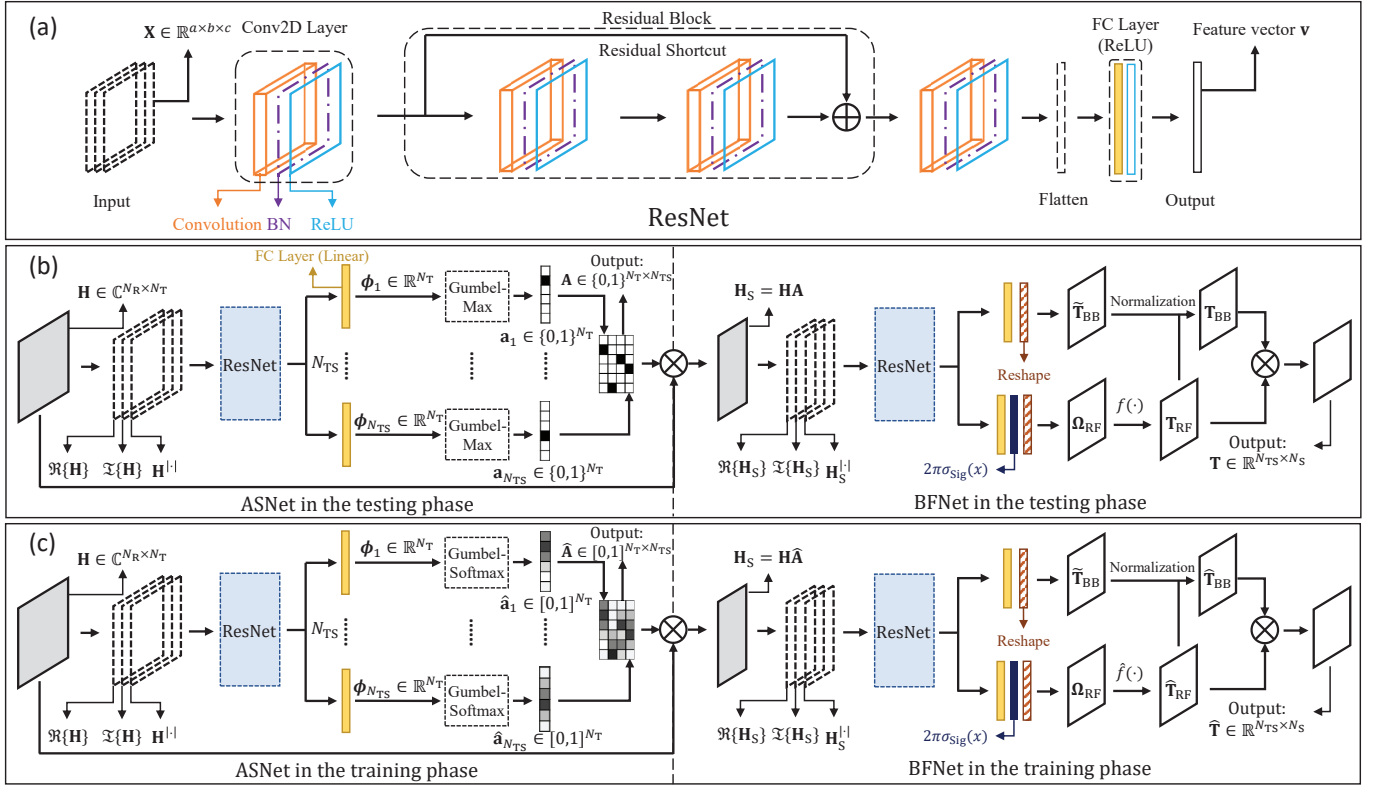 (a)
𝐗 ∈ ℝ^{a×b×c}
Conv2D Layer
Residual Block
Residual Shortcut
FC Layer
(ReLU)
Feature vector 𝐯
Input
Convolution BN ReLU
ResNet
Flatten
Output
(b)
𝐇 ∈ ℂ^{N_R×N_T}
FC Layer (Linear)
ϕ_1 ∈ ℝ^{N_T}
Gumbel-
Max
Output:
𝐀 ∈ {0,1}^{N_T×N_TS}
𝐚_1 ∈ {0,1}^{N_T}
ResNet
N_TS
ϕ_{N_TS} ∈ ℝ^{N_T}
Gumbel-
Max
𝐚_{N_TS} ∈ {0,1}^{N_T}
ℜ{𝐇} ℑ{𝐇} 𝐇^{|·|}
ASNet in the testing phase
𝐇_S = 𝐇𝐀
ResNet
Reshape
T̃_BB
Normalization
𝐓_BB
Ω_RF
f(·)
𝐓_RF
2πσ_Sig(x)
ℜ{𝐇_S} ℑ{𝐇_S} 𝐇_S^{|·|}
Output:
𝐓 ∈ ℝ^{N_TS×N_S}
BFNet in the testing phase
(c)
𝐇 ∈ ℂ^{N_R×N_T}
ϕ_1 ∈ ℝ^{N_T}
Gumbel-
Softmax
Output:
Â ∈ [0,1]^{N_T×N_TS}
â_1 ∈ [0,1]^{N_T}
ResNet
N_TS
ϕ_{N_TS} ∈ ℝ^{N_T}
Gumbel-
Softmax
â_{N_TS} ∈ [0,1]^{N_T}
ℜ{𝐇} ℑ{𝐇} 𝐇^{|·|}
ASNet in the training phase
𝐇_S = 𝐇Â
ResNet
Reshape
T̃_BB
Normalization
T̂_BB
Ω_RF
f̂(·)
T̂_RF
2πσ_Sig(x)
ℜ{𝐇_S} ℑ{𝐇_S} 𝐇_S^{|·|}
Output:
T̂ ∈ ℝ^{N_TS×N_S}
BFNet in the training phase